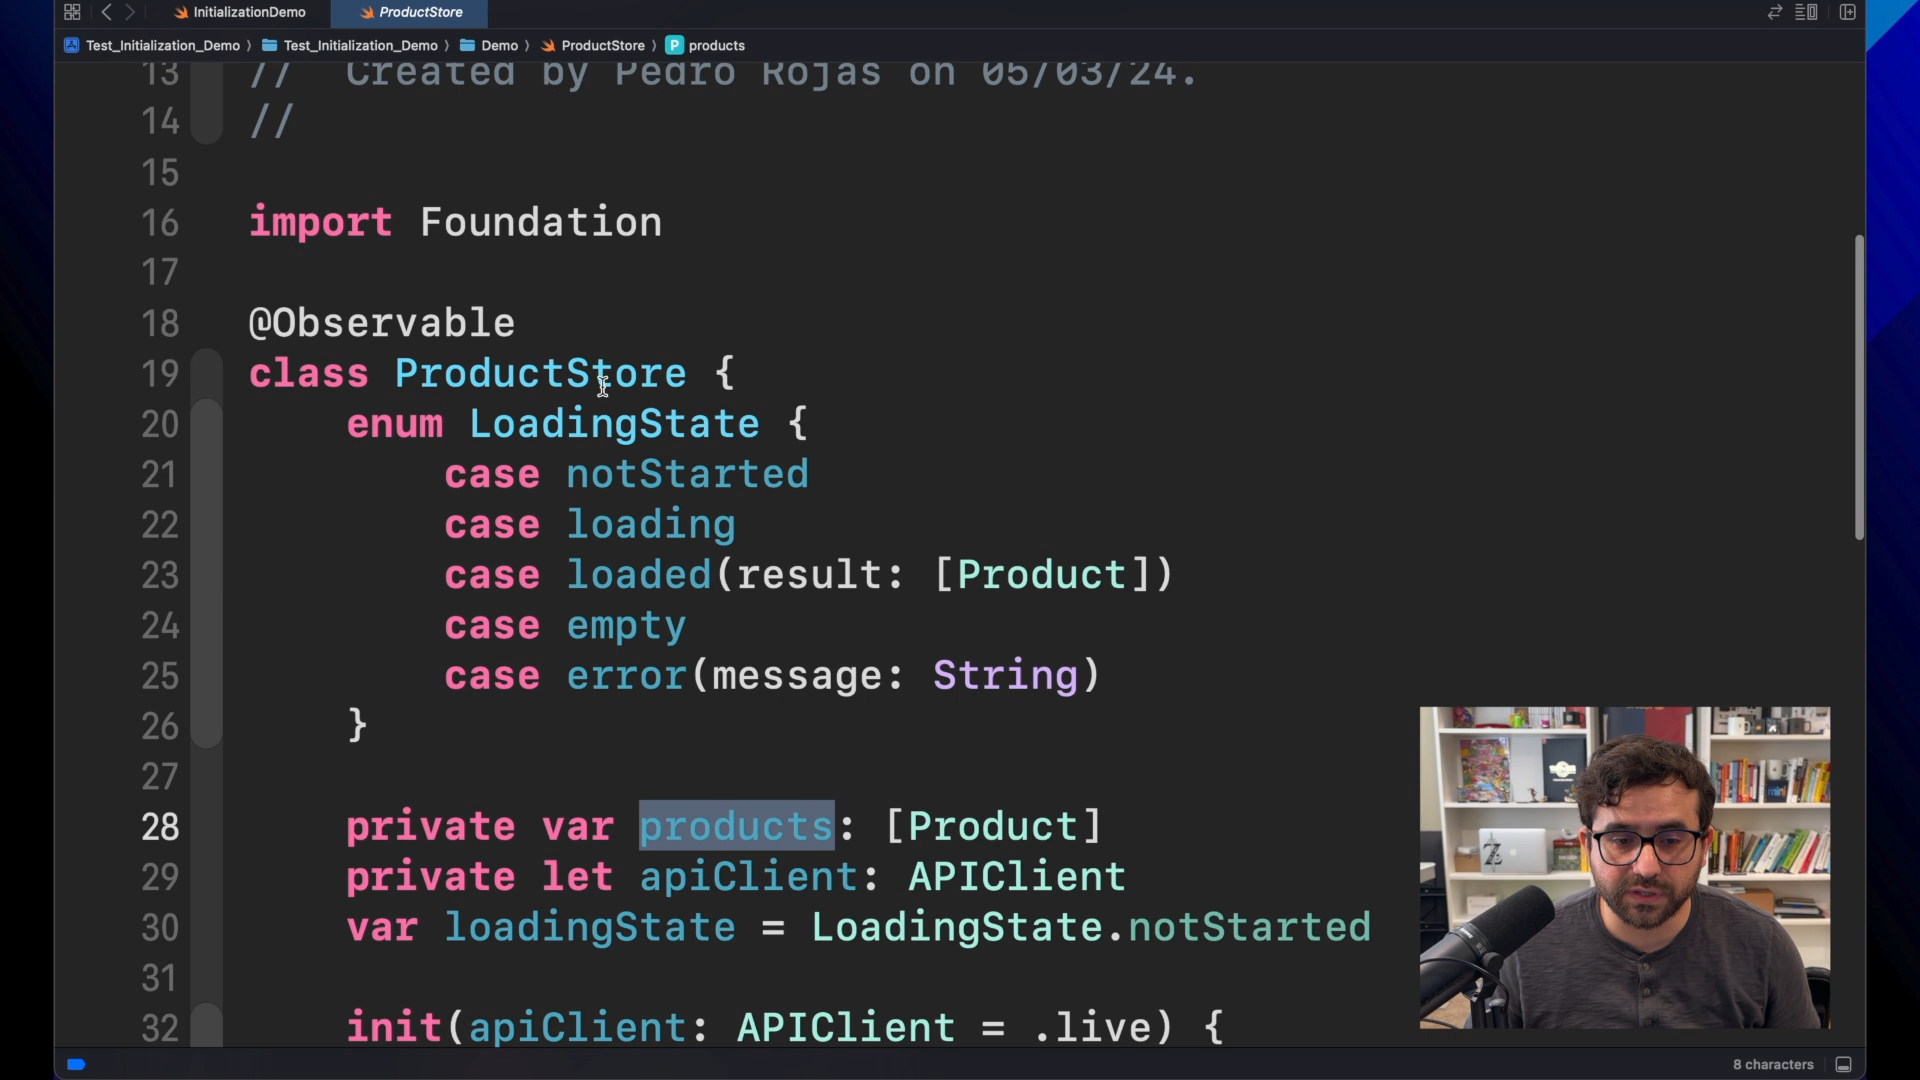 InitializationDemo
ProductStore
Test_Initialization_Demo 〉 Test_Initialization_Demo 〉 Demo 〉 ProductStore 〉 P products
13 // Created by Pedro Rojas on 05/03/24.
14 //
15
16 import Foundation
17
18 @Observable
19 class ProductStore {
20 enum LoadingState {
21 case notStarted
22 case loading
23 case loaded(result: [Product])
24 case empty
25 case error(message: String)
26 }
27
28 private var products: [Product]
29 private let apiClient: APIClient
30 var loadingState = LoadingState.notStarted
31
32 init(apiClient: APIClient = .live) {
8 characters